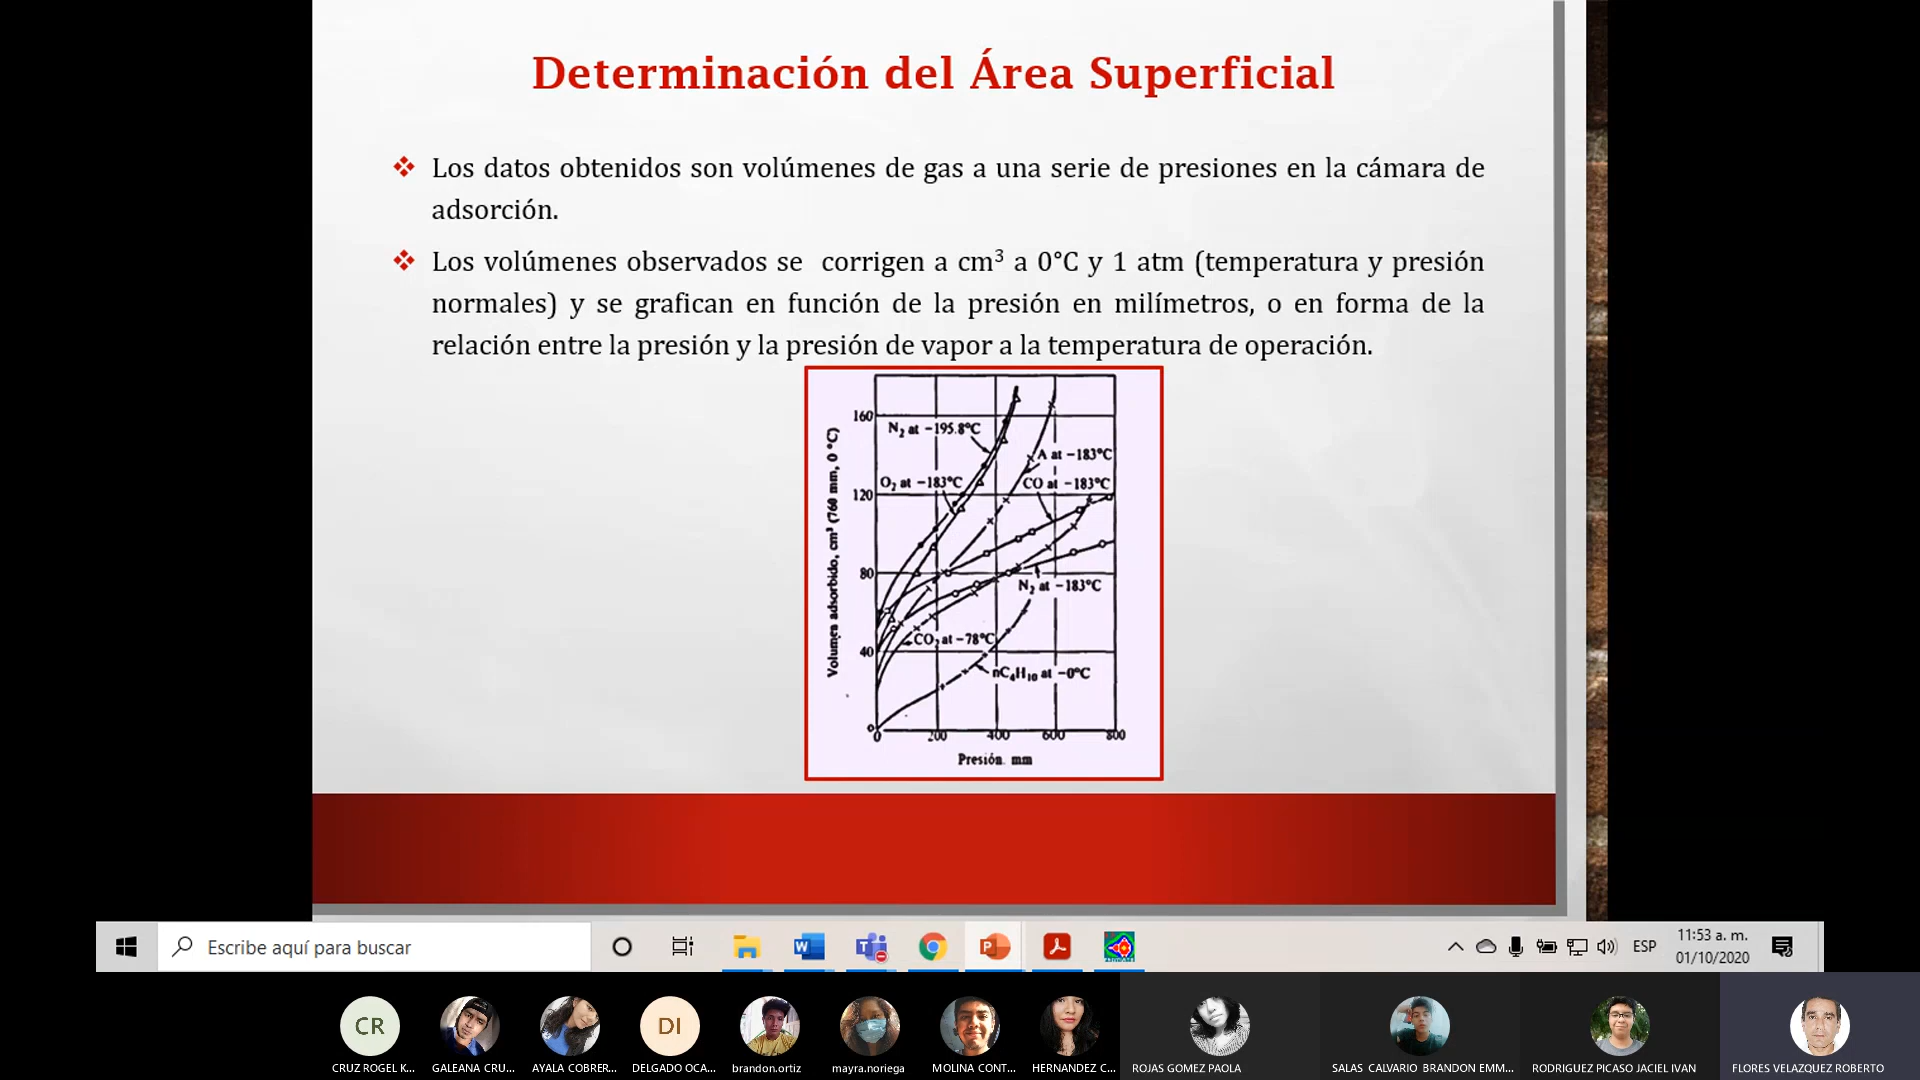 Determinación del Área Superficial
Los datos obtenidos son volúmenes de gas a una serie de presiones en la cámara de
adsorción.
Los volúmenes observados se corrigen a cm³ a 0°C y 1 atm (temperatura y presión
normales) y se grafican en función de la presión en milímetros, o en forma de la
relación entre la presión y la presión de vapor a la temperatura de operación.
Volumen adsorbido, cm³ (760 mm, 0 °C)
160
N₂ at −195.8°C
A at −183°C
O₂ at −183°C
CO at −183°C
120
80
N₂ at −183°C
CO₂ at −78°C
40
nC₄H₁₀ at −0°C
0
0 200 400 600 800
Presión. mm
Escribe aquí para buscar
ESP
11:53 a. m.
01/10/2020
CR
DI
CRUZ ROGEL K...
GALEANA CRU...
AYALA COBRER...
DELGADO OCA...
brandon.ortiz
mayra.noriega
MOLINA CONT...
HERNANDEZ C...
ROJAS GOMEZ PAOLA
SALAS CALVARIO BRANDON EMM...
RODRIGUEZ PICASO JACIEL IVAN
FLORES VELAZQUEZ ROBERTO